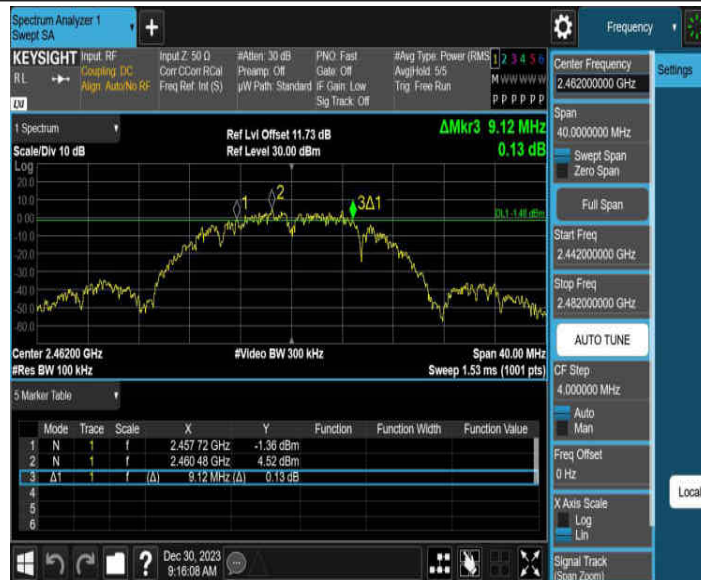 Spectrum Analyzer 1
Swept SA
Frequency
KEYSIGHT
RL
LXI
Input: RF
Coupling: DC
Align: Auto/No RF
Input Z: 50 Ω
Corr CCorr RCal
Freq Ref: Int (S)
#Atten: 30 dB
Preamp: Off
µW Path: Standard
PNO: Fast
Gate: Off
IF Gain: Low
Sig Track: Off
#Avg Type: Power (RMS
Avg|Hold: 5/5
Trig: Free Run
1 2 3 4 5 6
M W W W W W
P P P P P P
Center Frequency
2.462000000 GHz
Settings
1 Spectrum
Scale/Div 10 dB
Log
Ref Lvl Offset 11.73 dB
Ref Level 30.00 dBm
ΔMkr3 9.12 MHz
0.13 dB
20.0
10.0
0.00
-10.0
-20.0
-30.0
-40.0
-50.0
-60.0
1
2
3Δ1
DL1 -1.48 dBm
Center 2.46200 GHz
#Res BW 100 kHz
#Video BW 300 kHz
Span 40.00 MHz
Sweep 1.53 ms (1001 pts)
Span
40.0000000 MHz
Swept Span
Zero Span
Full Span
Start Freq
2.442000000 GHz
Stop Freq
2.482000000 GHz
AUTO TUNE
CF Step
4.000000 MHz
Auto
Man
Freq Offset
0 Hz
X Axis Scale
Log
Lin
Signal Track
(Span Zoom)
Local
5 Marker Table
Mode Trace Scale X Y Function Function Width Function Value
1 N 1 f 2.457 72 GHz -1.36 dBm
2 N 1 f 2.460 48 GHz 4.52 dBm
3 Δ1 1 f (Δ) 9.12 MHz (Δ) 0.13 dB
4
5
6
Dec 30, 2023
9:16:08 AM